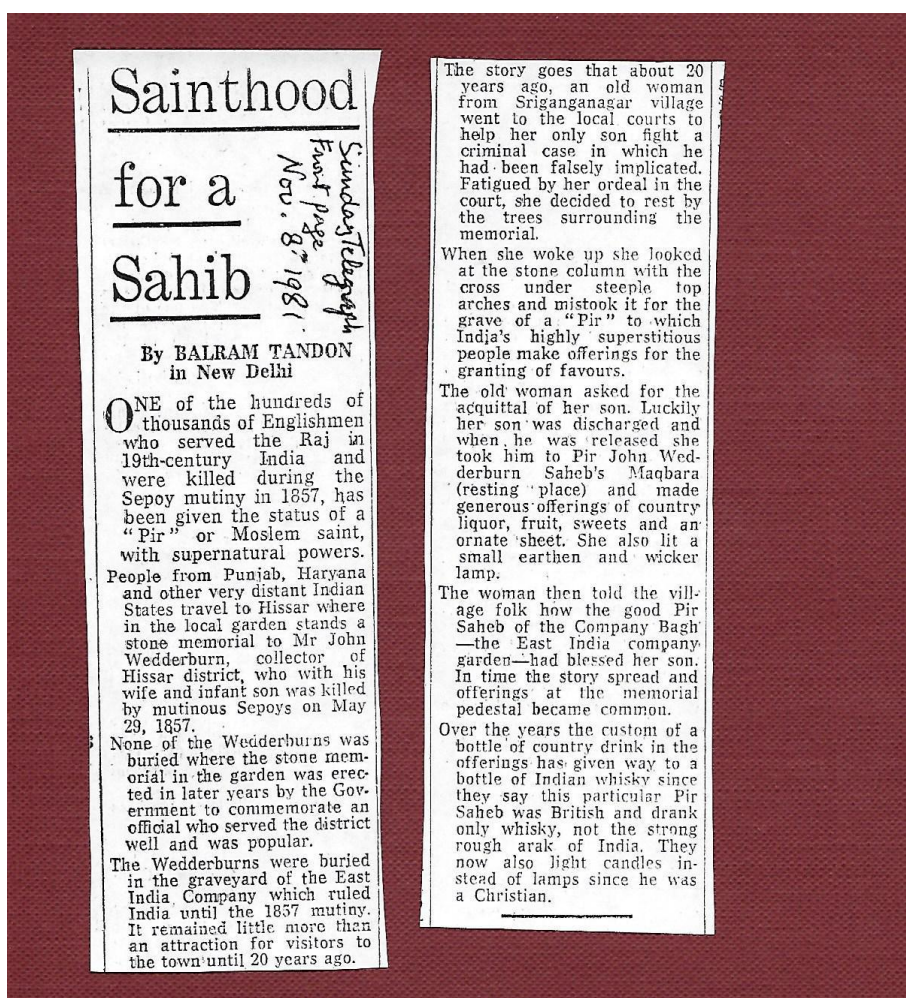 Sainthood
for a
Sahib
Sunday Telegraph
Front page
Nov. 8th 1981.
By BALRAM TANDON
in New Delhi
ONE of the hundreds of
thousands of Englishmen
who served the Raj in
19th-century India and
were killed during the
Sepoy mutiny in 1857, has
been given the status of a
“Pir” or Moslem saint,
with supernatural powers.
People from Punjab, Haryana
and other very distant Indian
States travel to Hissar where
in the local garden stands a
stone memorial to Mr John
Wedderburn, collector of
Hissar district, who with his
wife and infant son was killed
by mutinous Sepoys on May
29, 1857.
None of the Wedderburns was
buried where the stone mem-
orial in the garden was erec-
ted in later years by the Gov-
ernment to commemorate an
official who served the district
well and was popular.
The Wedderburns were buried
in the graveyard of the East
India Company which ruled
India until the 1857 mutiny.
It remained little more than
an attraction for visitors to
the town until 20 years ago.
The story goes that about 20
years ago, an old woman
from Sriganganagar village
went to the local courts to
help her only son fight a
criminal case in which he
had been falsely implicated.
Fatigued by her ordeal in the
court, she decided to rest by
the trees surrounding the
memorial.
When she woke up she looked
at the stone column with the
cross under steeple top
arches and mistook it for the
grave of a “Pir” to which
India's highly superstitious
people make offerings for the
granting of favours.
The old woman asked for the
acquittal of her son. Luckily
her son was discharged and
when he was released she
took him to Pir John Wed-
derburn Saheb's Maqbara
(resting place) and made
generous offerings of country
liquor, fruit, sweets and an
ornate sheet. She also lit a
small earthen and wicker
lamp.
The woman then told the vill-
age folk how the good Pir
Saheb of the Company Bagh
—the East India company
garden—had blessed her son.
In time the story spread and
offerings at the memorial
pedestal became common.
Over the years the custom of a
bottle of country drink in the
offerings has given way to a
bottle of Indian whisky since
they say this particular Pir
Saheb was British and drank
only whisky, not the strong
rough arak of India. They
now also light candles in-
stead of lamps since he was
a Christian.